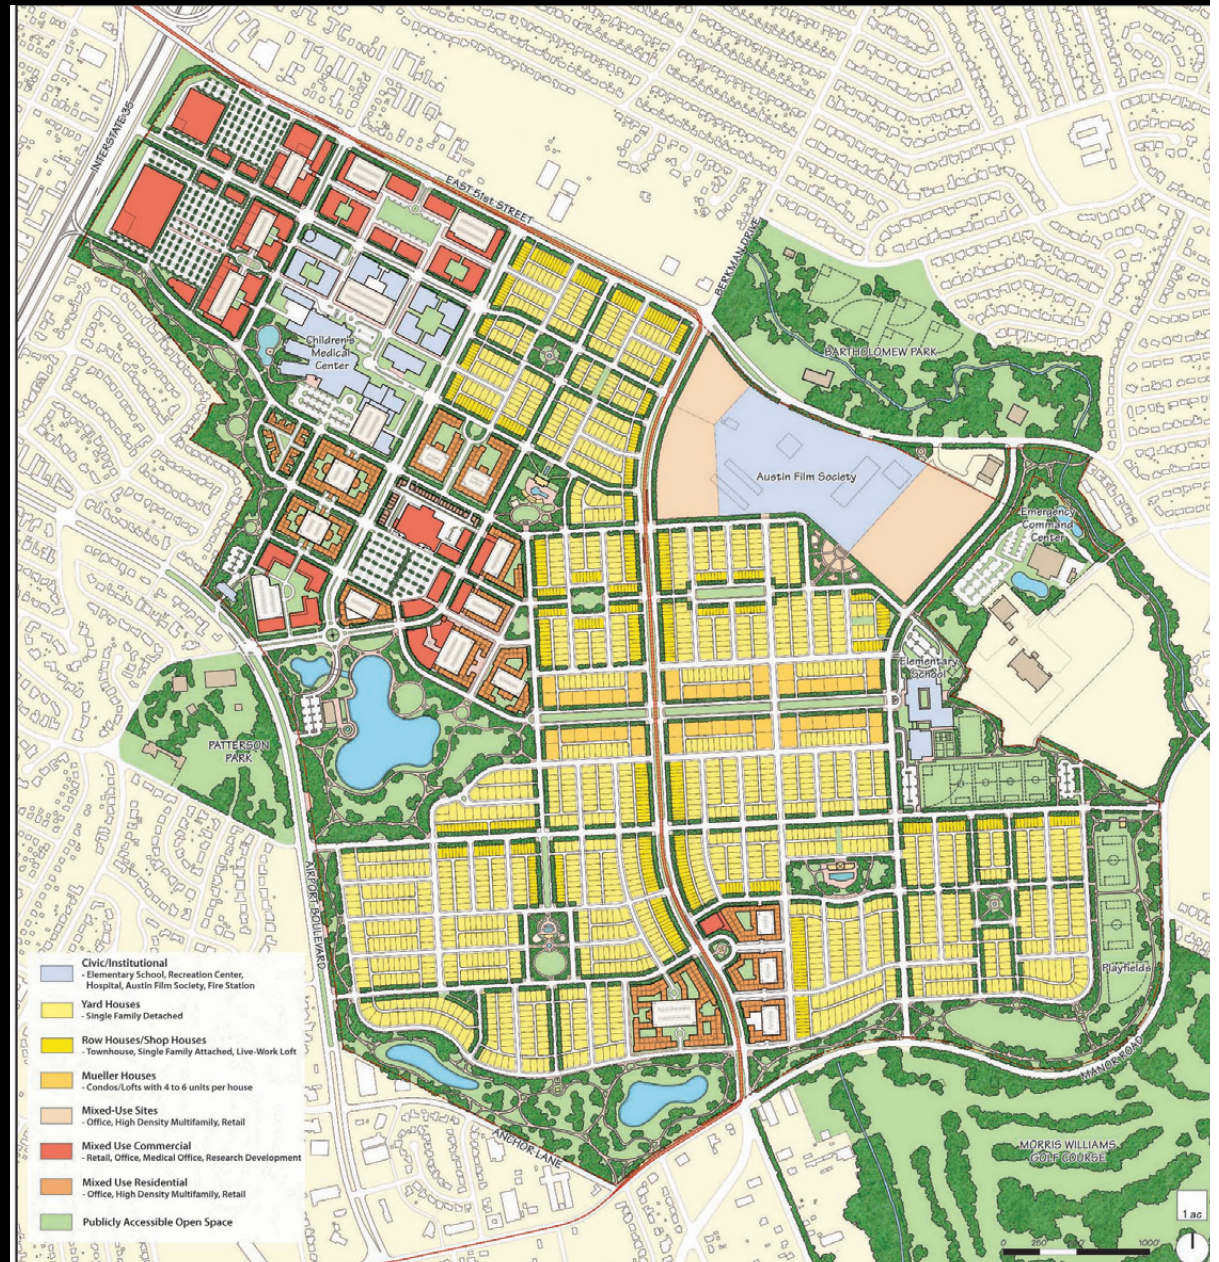 INTERSTATE 35
EAST 51st STREET
BERKMAN DRIVE
BARTHOLOMEW PARK
Children's
Medical
Center
Austin Film Society
Emergency
Command
Center
Elementary
School
PATTERSON
PARK
AIRPORT BOULEVARD
Playfields
MANOR ROAD
ANCHOR LANE
MORRIS WILLIAMS
GOLF COURSE
Civic/Institutional
- Elementary School, Recreation Center,
Hospital, Austin Film Society, Fire Station
Yard Houses
- Single Family Detached
Row Houses/Shop Houses
- Townhouse, Single Family Attached, Live-Work Loft
Mueller Houses
- Condos/Lofts with 4 to 6 units per house
Mixed-Use Sites
- Office, High Density Multifamily, Retail
Mixed Use Commercial
- Retail, Office, Medical Office, Research Development
Mixed Use Residential
- Office, High Density Multifamily, Retail
Publicly Accessible Open Space
1 ac
0 250 1000'